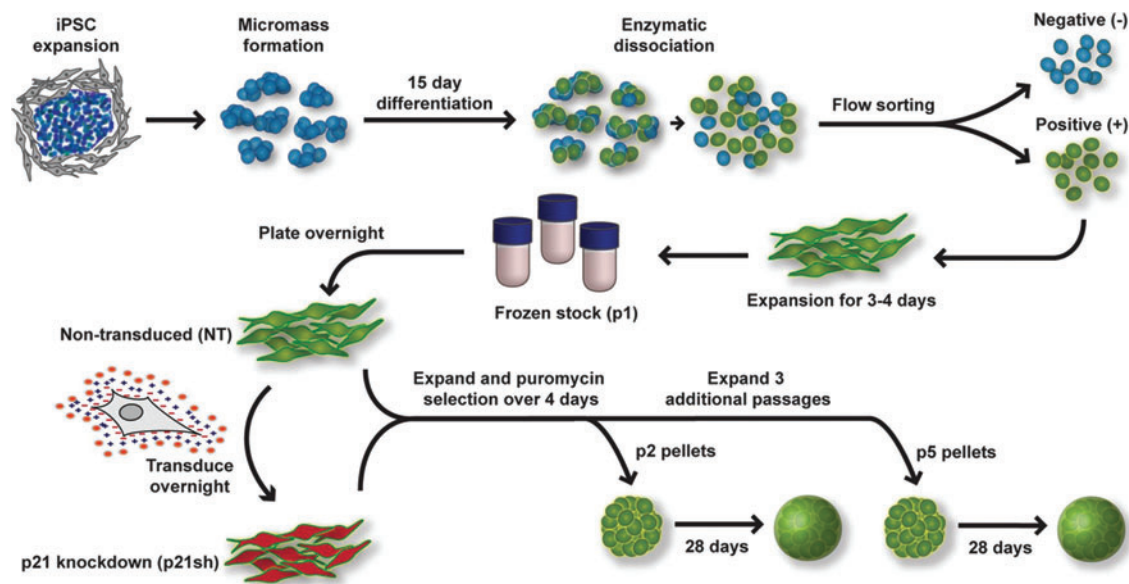 iPSC
expansion
Micromass
formation
15 day
differentiation
Enzymatic
dissociation
Flow sorting
Negative (-)
Positive (+)
Expansion for 3-4 days
Frozen stock (p1)
Plate overnight
Non-transduced (NT)
Transduce
overnight
p21 knockdown (p21sh)
Expand and puromycin
selection over 4 days
Expand 3
additional passages
p2 pellets
28 days
p5 pellets
28 days